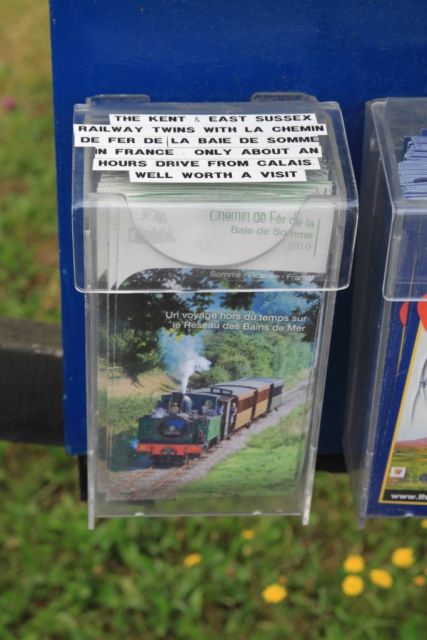 THE KENT & EAST SUSSEX
RAILWAY TWINS WITH LA CHEMIN
DE FER DE LA BAIE DE SOMME
IN FRANCE. ONLY ABOUT AN
HOURS DRIVE FROM CALAIS.
WELL WORTH A VISIT
Chemin de Fer de la
Baie de Somme
2010
Somme - Picardie - France
Un voyage hors du temps sur
le Réseau des Bains de Mer
www.